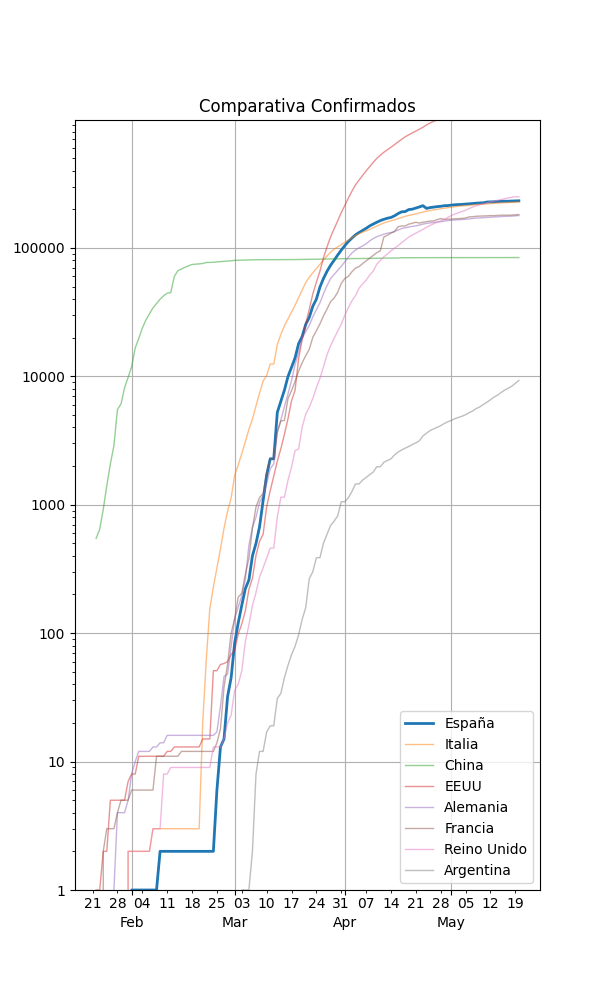 Comparativa Confirmados
100000
10000
1000
100
10
1
21 28 04 11 18 25 03 10 17 24 31 07 14 21 28 05 12 19
Feb Mar Apr May
España
Italia
China
EEUU
Alemania
Francia
Reino Unido
Argentina